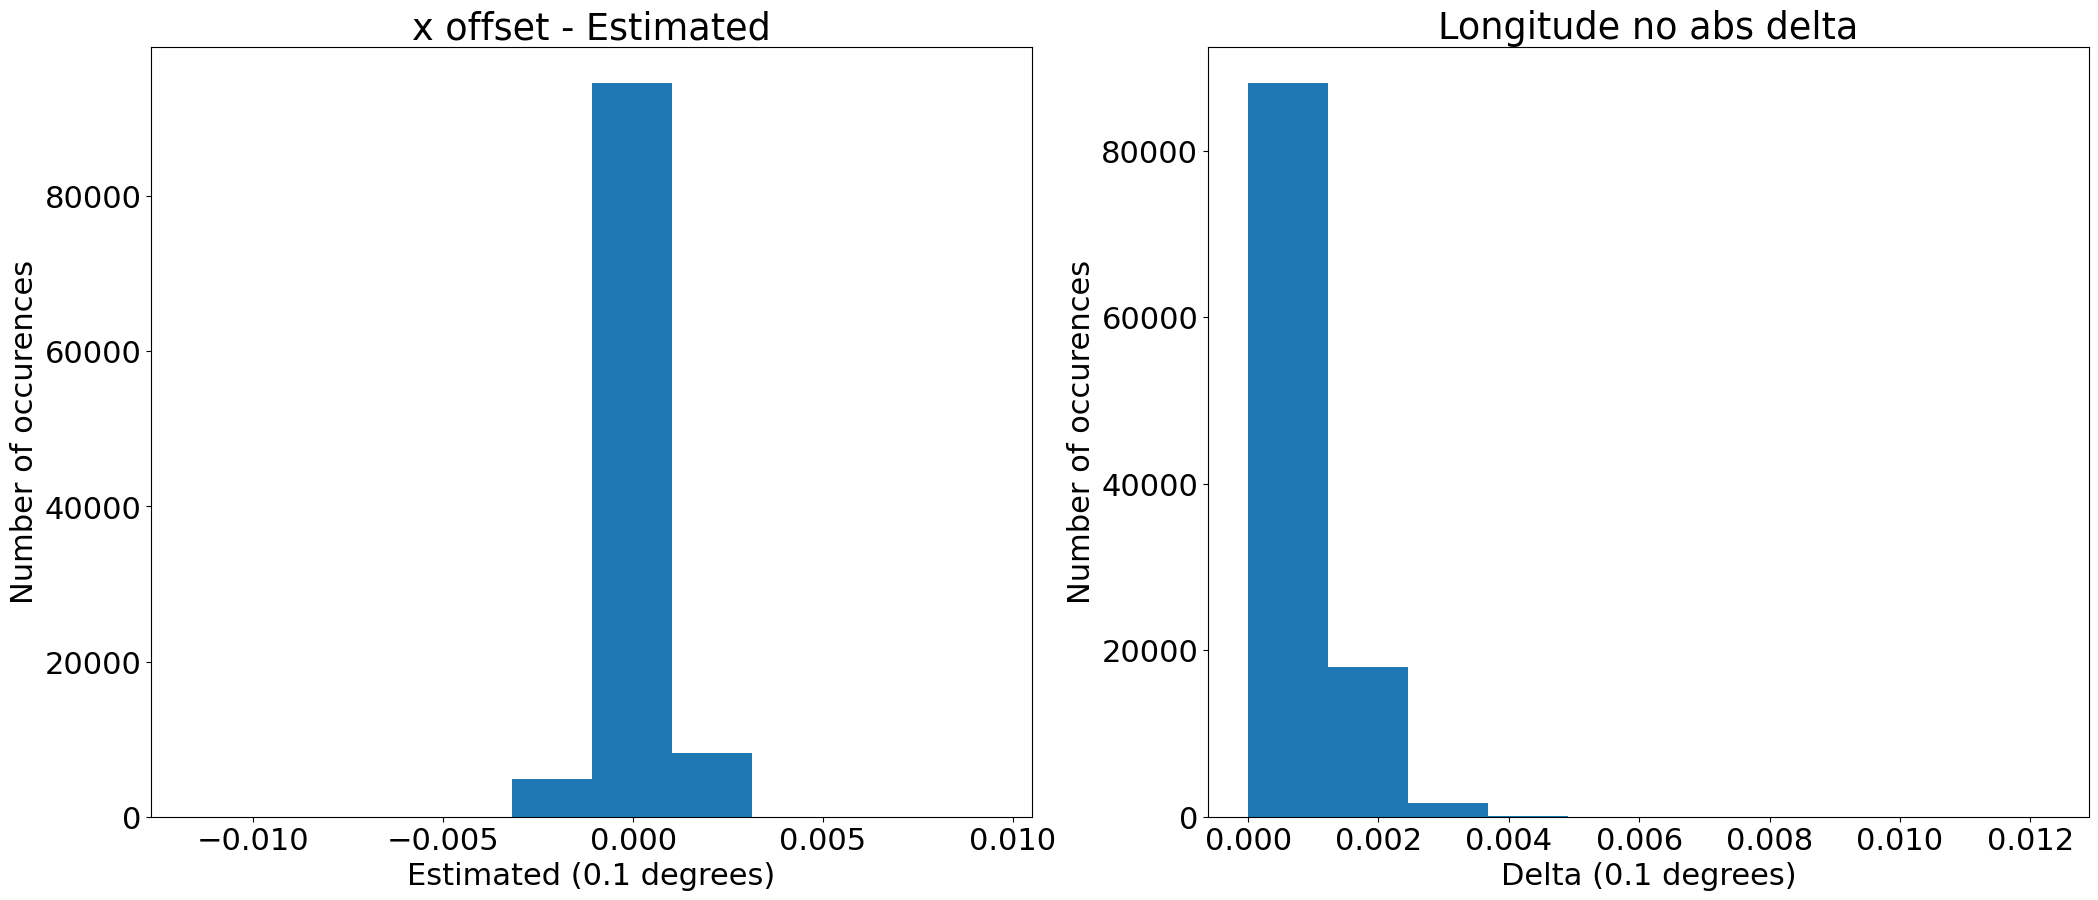 x offset - Estimated
Number of occurences
80000
60000
40000
20000
0
−0.010 −0.005 0.000 0.005 0.010
Estimated (0.1 degrees)
Longitude no abs delta
Number of occurences
80000
60000
40000
20000
0
0.000 0.002 0.004 0.006 0.008 0.010 0.012
Delta (0.1 degrees)